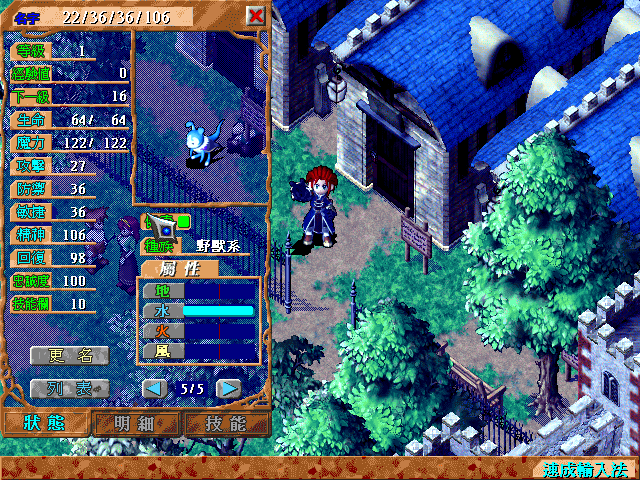 名字 22/36/36/106
等級 1
經驗值 0
下一級 16
生命 64/ 64
魔力 122/ 122
攻擊 27
防禦 36
敏捷 36
精神 106
回復 98
忠誠度 100
技能欄 10
種族 野獸系
屬性
地
水
火
風
更名
列表
5/5
狀態 明細 技能
速成輸入法